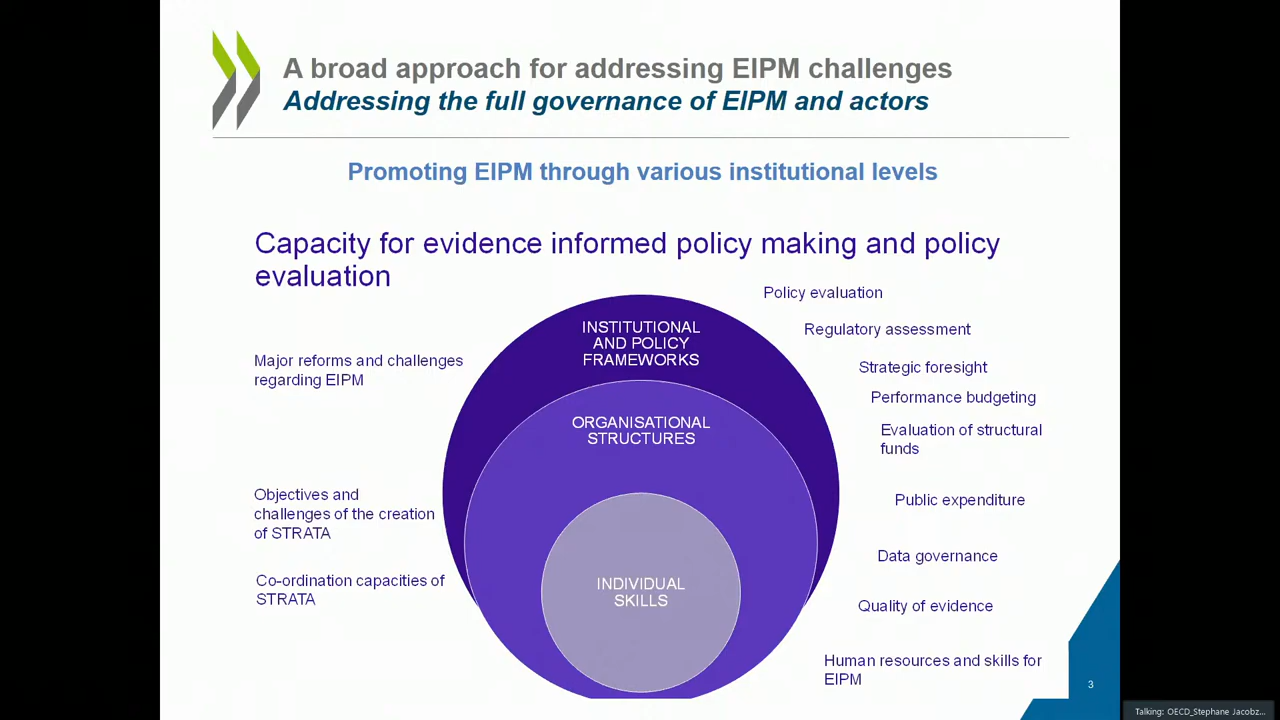 A broad approach for addressing EIPM challenges
Addressing the full governance of EIPM and actors
Promoting EIPM through various institutional levels
Capacity for evidence informed policy making and policy
evaluation
Policy evaluation
Regulatory assessment
Strategic foresight
Performance budgeting
Evaluation of structural
funds
Public expenditure
Data governance
Quality of evidence
Human resources and skills for
EIPM
Major reforms and challenges
regarding EIPM
Objectives and
challenges of the creation
of STRATA
Co-ordination capacities of
STRATA
INSTITUTIONAL
AND POLICY
FRAMEWORKS
ORGANISATIONAL
STRUCTURES
INDIVIDUAL
SKILLS
3
Talking: OECD_Stephane Jacobz...